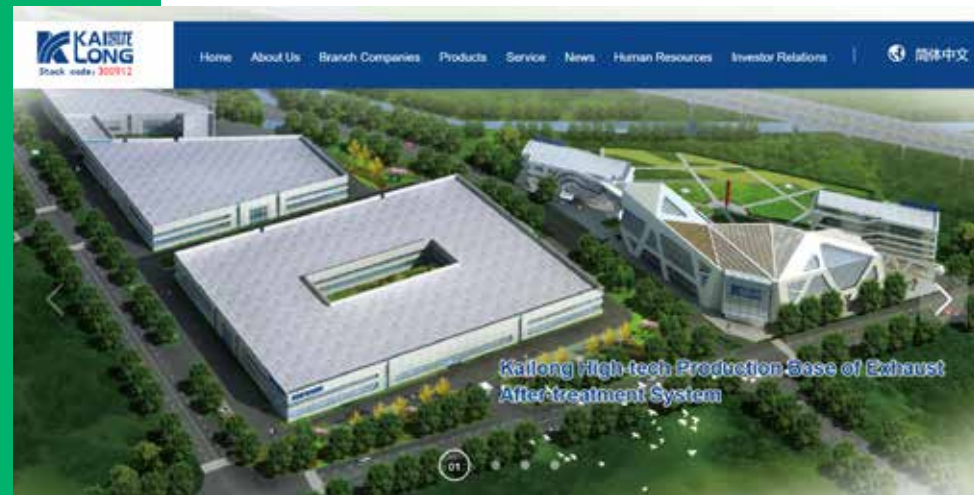 KAI凯龙
LONG
Stock code: 300912
Home About Us Branch Companies Products Service News Human Resources Investor Relations 简体中文
Kailong High-tech Production Base of Exhaust
After-treatment System
01